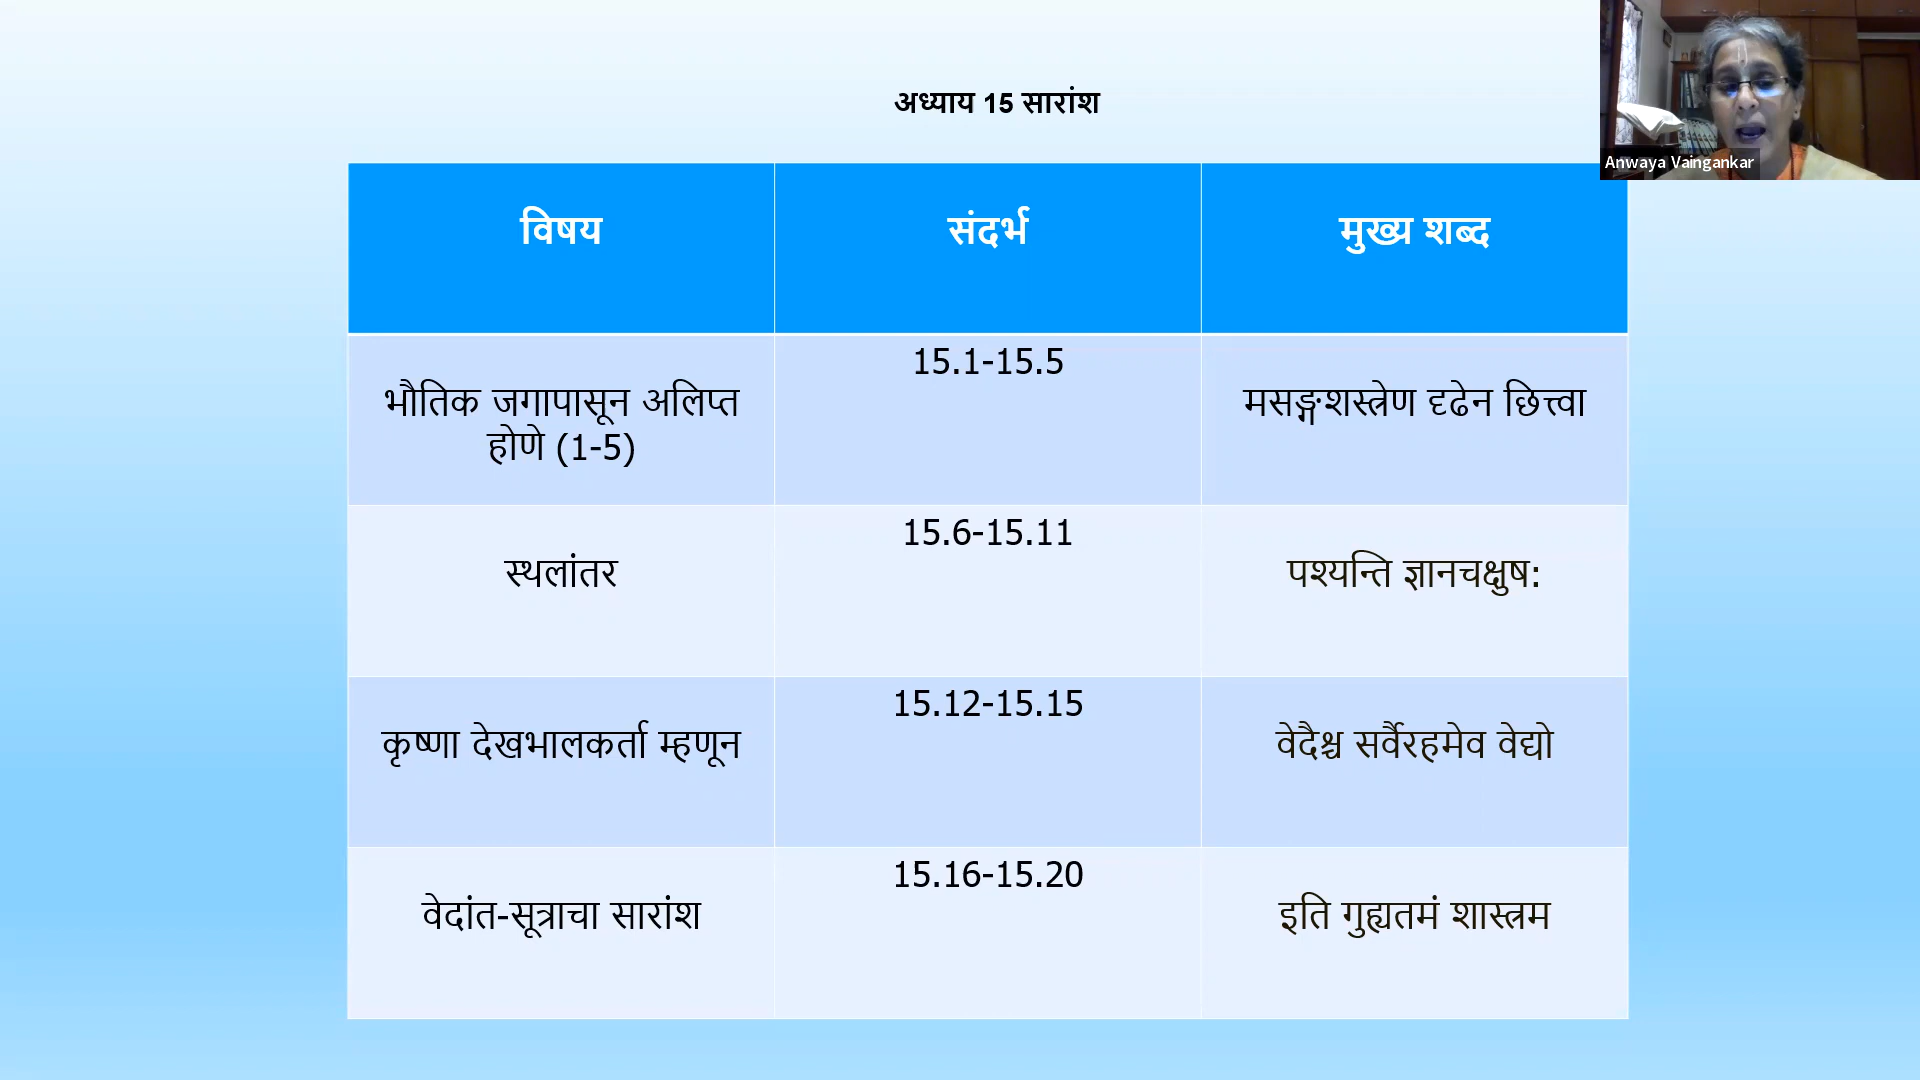 अध्याय 15 सारांश
Anwaya Vaingankar
विषय
संदर्भ
मुख्य शब्द
भौतिक जगापासून अलिप्त
होणे (1-5)
15.1-15.5
मसङ्गशस्त्रेण दृढेन छित्त्वा
स्थलांतर
15.6-15.11
पश्यन्ति ज्ञानचक्षुष:
कृष्णा देखभालकर्ता म्हणून
15.12-15.15
वेदैश्च सर्वैरहमेव वेद्यो
वेदांत-सूत्राचा सारांश
15.16-15.20
इति गुह्यतमं शास्त्रम